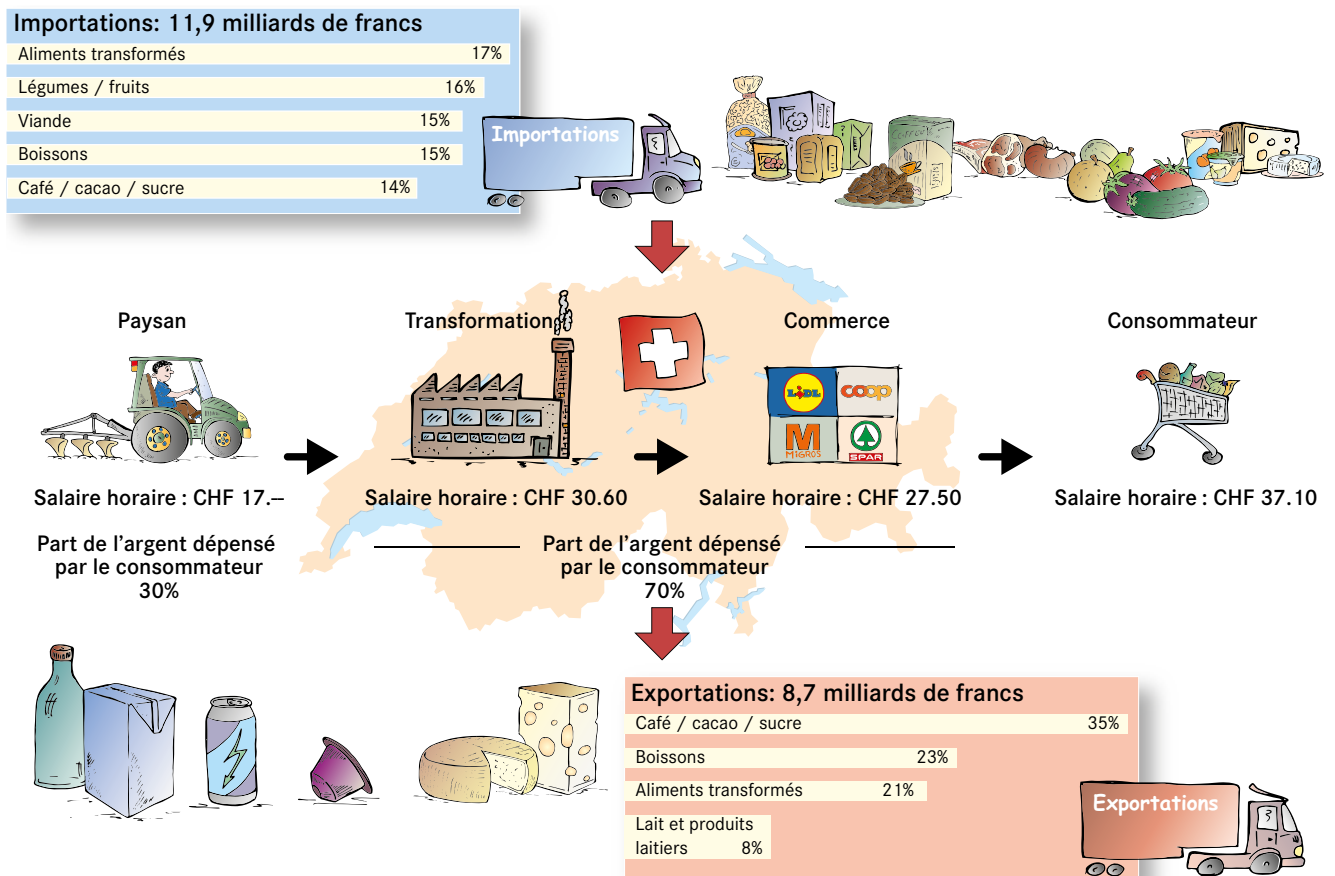 Importations: 11,9 milliards de francs
Aliments transformés 17%
Légumes / fruits 16%
Viande 15%
Boissons 15%
Café / cacao / sucre 14%
Importations
Paysan
Transformation
Commerce
Consommateur
LIDL
coop
M
MIGROS
SPAR
Salaire horaire : CHF 17.–
Salaire horaire : CHF 30.60
Salaire horaire : CHF 27.50
Salaire horaire : CHF 37.10
Part de l’argent dépensé
par le consommateur
30%
Part de l’argent dépensé
par le consommateur
70%
Exportations: 8,7 milliards de francs
Café / cacao / sucre 35%
Boissons 23%
Aliments transformés 21%
Lait et produits
laitiers 8%
Exportations